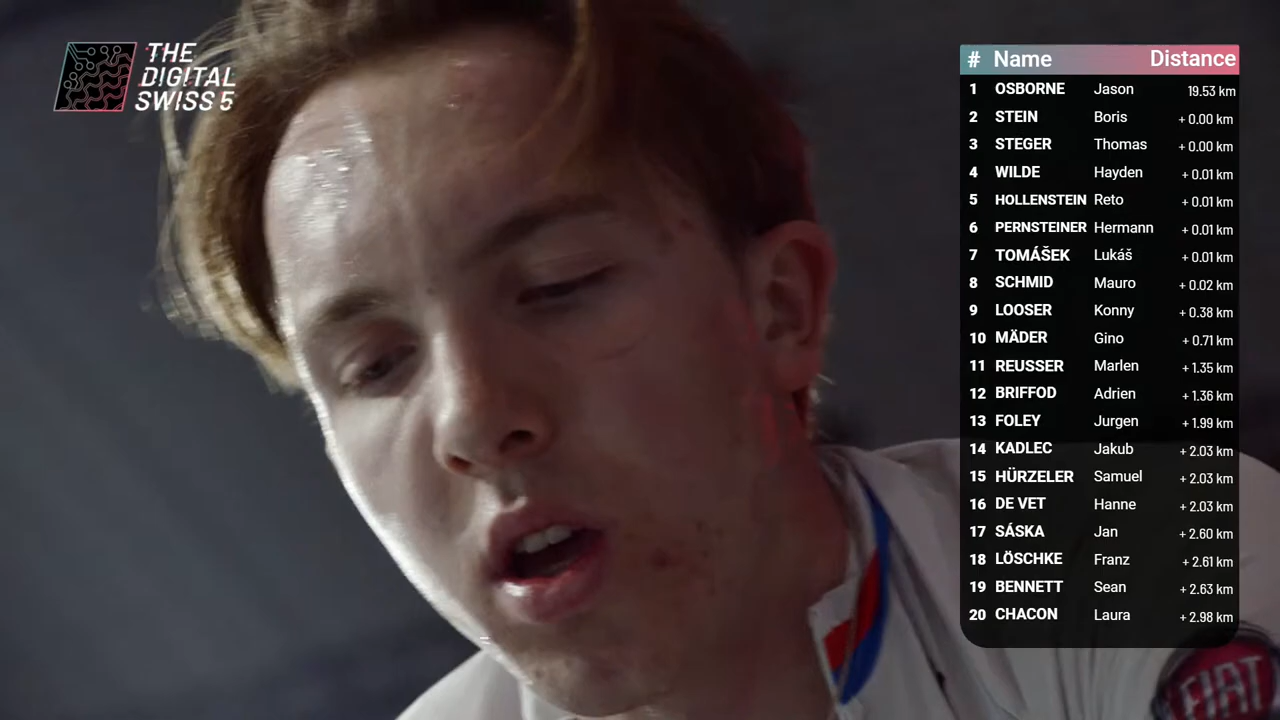 THE
DIGITAL
SWISS 5
# Name Distance
1 OSBORNE Jason 19.53 km
2 STEIN Boris + 0.00 km
3 STEGER Thomas + 0.00 km
4 WILDE Hayden + 0.01 km
5 HOLLENSTEIN Reto + 0.01 km
6 PERNSTEINER Hermann + 0.01 km
7 TOMÁŠEK Lukáš + 0.01 km
8 SCHMID Mauro + 0.02 km
9 LOOSER Konny + 0.38 km
10 MÄDER Gino + 0.71 km
11 REUSSER Marlen + 1.35 km
12 BRIFFOD Adrien + 1.36 km
13 FOLEY Jurgen + 1.99 km
14 KADLEC Jakub + 2.03 km
15 HÜRZELER Samuel + 2.03 km
16 DE VET Hanne + 2.03 km
17 SÁSKA Jan + 2.60 km
18 LÖSCHKE Franz + 2.61 km
19 BENNETT Sean + 2.63 km
20 CHACON Laura + 2.98 km
FIAT